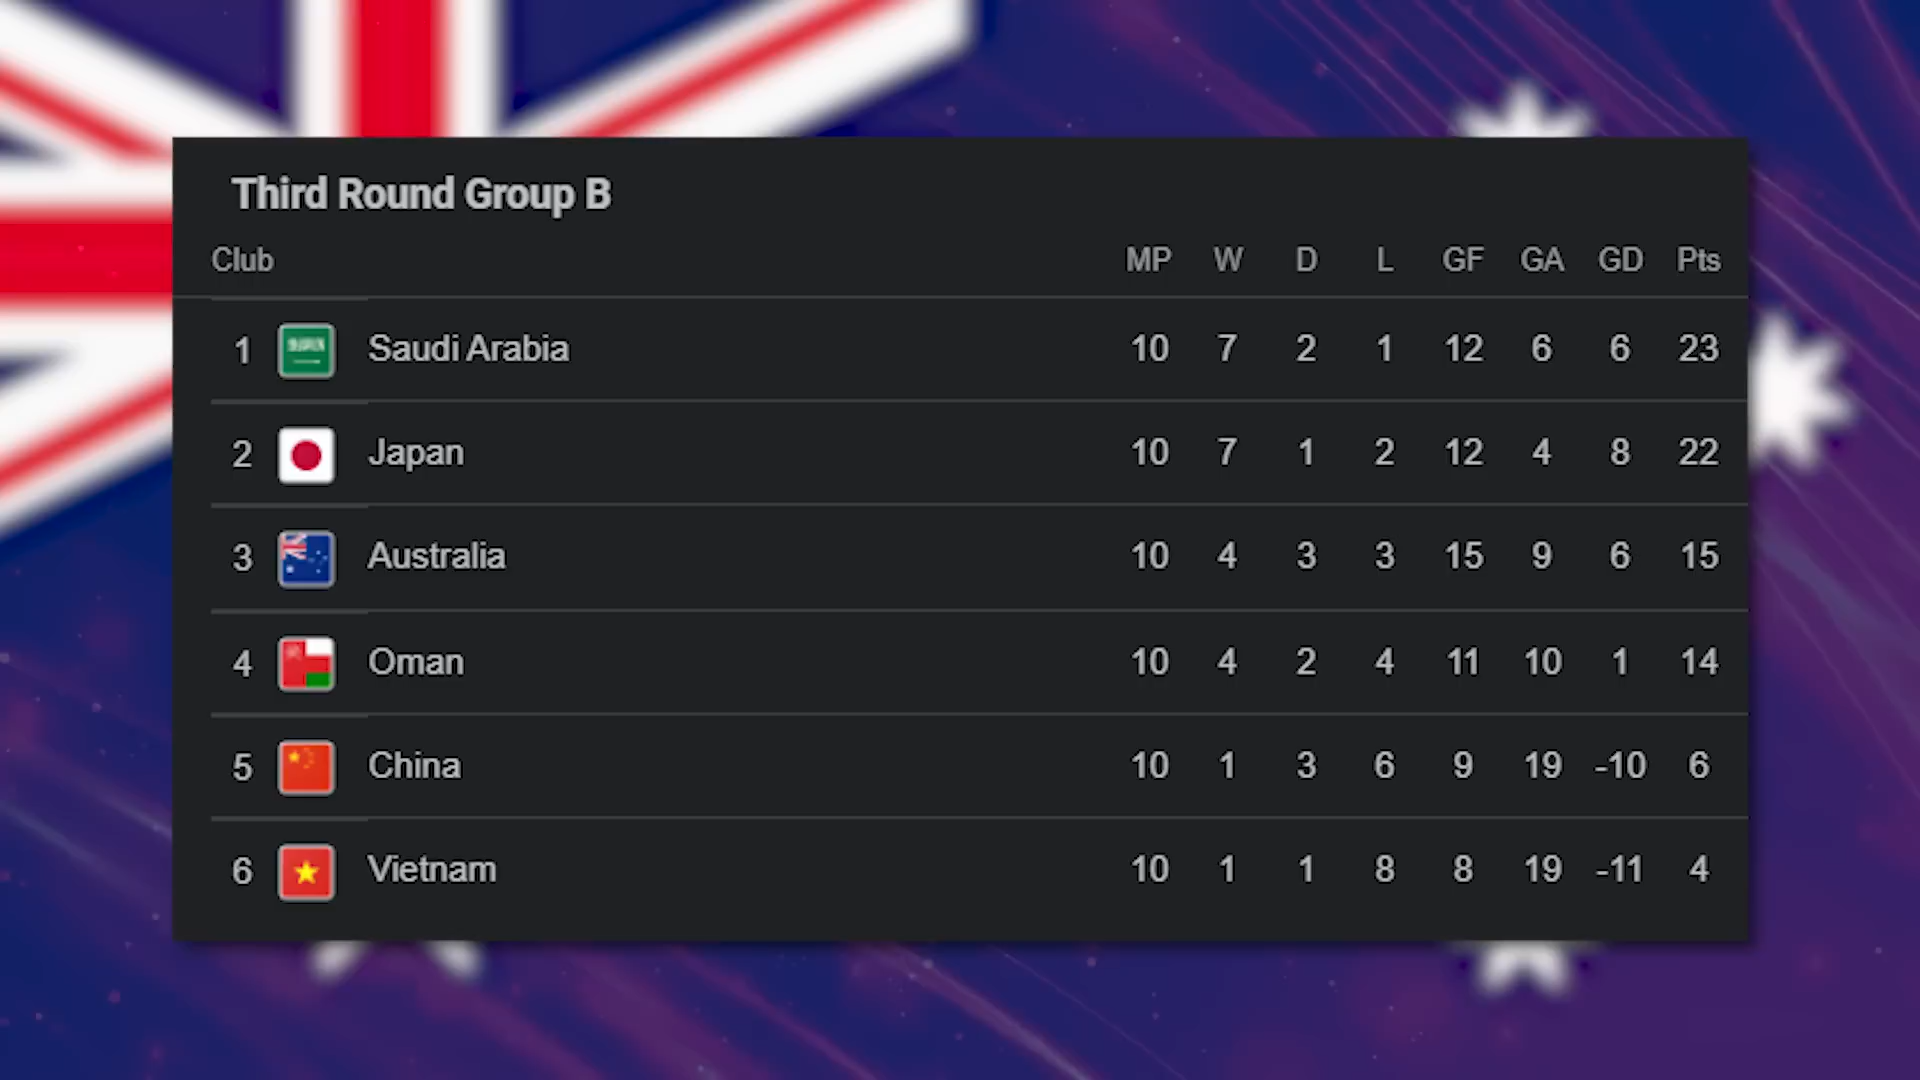 Third Round Group B
Club MP W D L GF GA GD Pts
1 Saudi Arabia 10 7 2 1 12 6 6 23
2 Japan 10 7 1 2 12 4 8 22
3 Australia 10 4 3 3 15 9 6 15
4 Oman 10 4 2 4 11 10 1 14
5 China 10 1 3 6 9 19 -10 6
6 Vietnam 10 1 1 8 8 19 -11 4